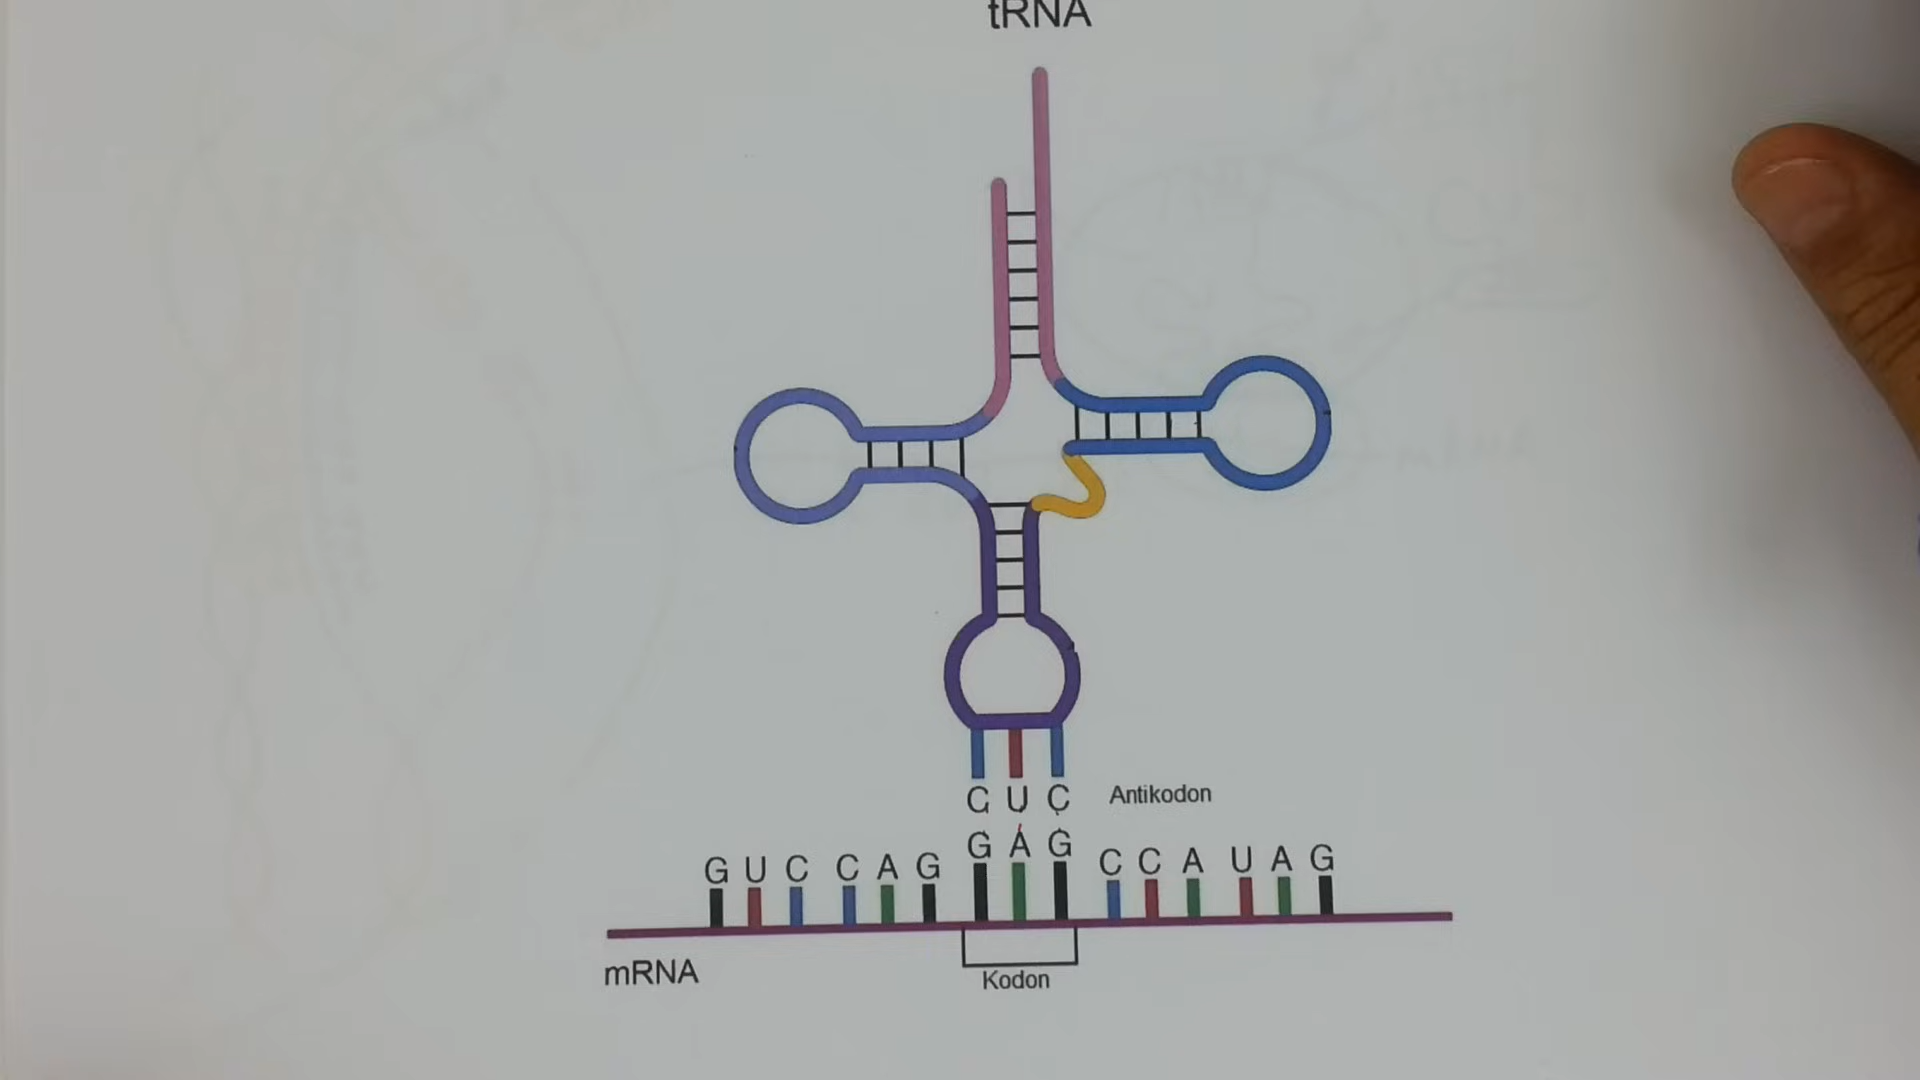 tRNA
C U C Antikodon
G A G
G U C C A G C C A U A G
mRNA
Kodon